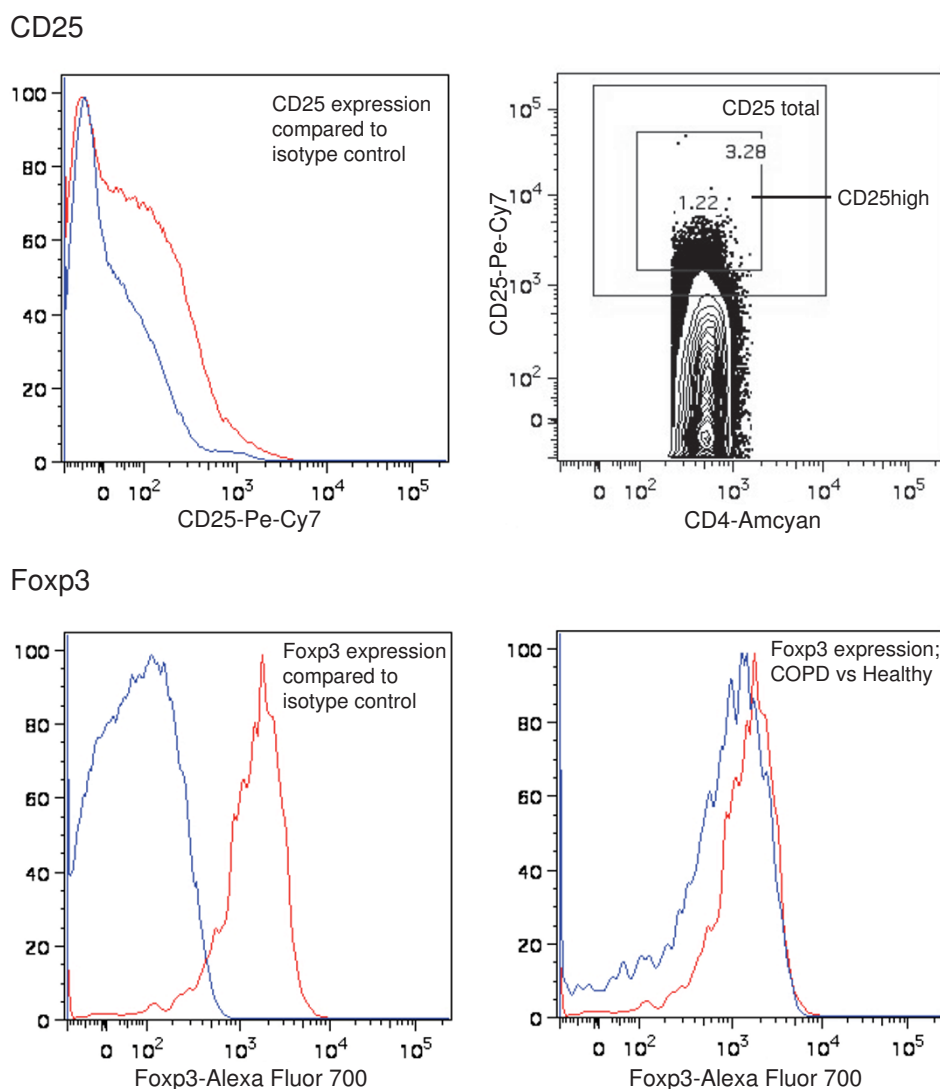 CD25
100
80
60
40
20
0
0 10² 10³ 10⁴ 10⁵
CD25-Pe-Cy7
CD25 expression
compared to
isotype control
10⁵
10⁴
10³
10²
0
CD25-Pe-Cy7
0 10² 10³ 10⁴ 10⁵
CD4-Amcyan
CD25 total
3.28
1.22
CD25high
Foxp3
100
80
60
40
20
0
0 10² 10³ 10⁴ 10⁵
Foxp3-Alexa Fluor 700
Foxp3 expression
compared to
isotype control
100
80
60
40
20
0
0 10² 10³ 10⁴ 10⁵
Foxp3-Alexa Fluor 700
Foxp3 expression;
COPD vs Healthy